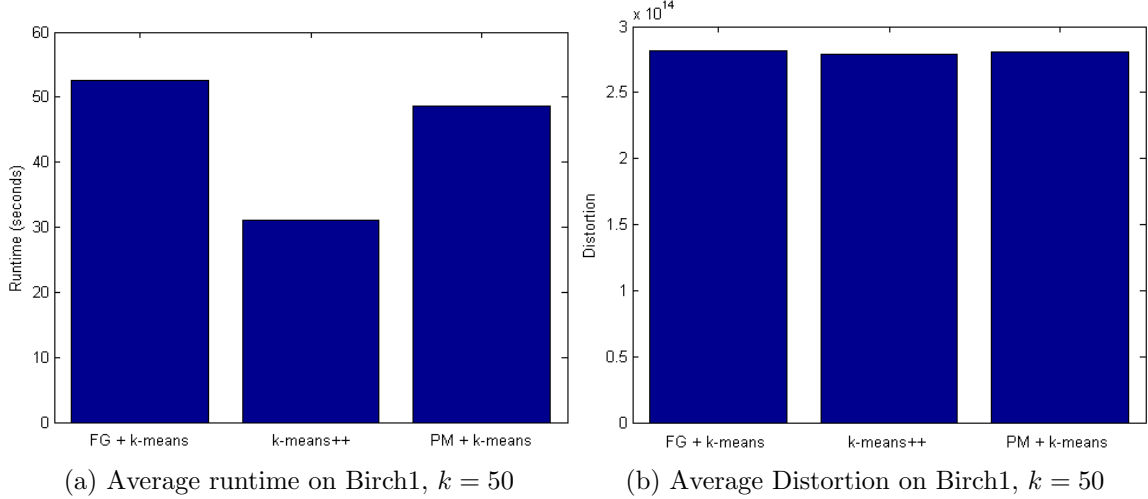 60
50
40
30
20
10
0
Runtime (seconds)
FG + k-means
k-means++
PM + k-means
(a) Average runtime on Birch1, k = 50
x 10^14
3
2.5
2
1.5
1
0.5
0
Distortion
FG + k-means
k-means++
PM + k-means
(b) Average Distortion on Birch1, k = 50